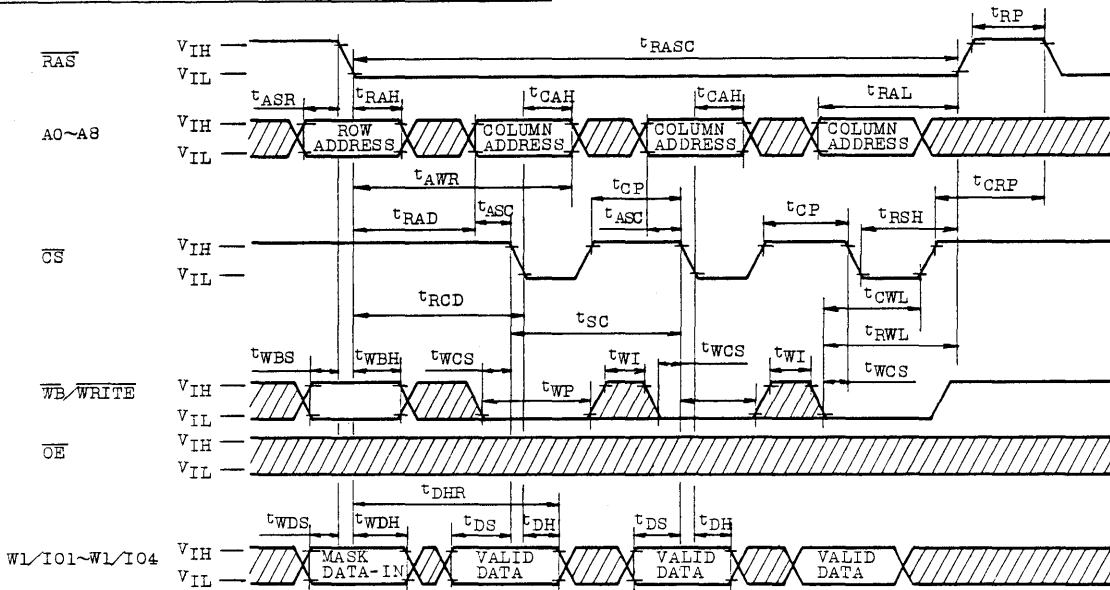 tRP
tRASC
RAS
VIH
VIL
tASR
tRAH
tCAH
tCAH
tRAL
A0~A8
VIH
VIL
ROW ADDRESS
COLUMN ADDRESS
COLUMN ADDRESS
COLUMN ADDRESS
tAWR
tCP
tCRP
tRAD
tASC
tASC
tCP
tRSH
CS
VIH
VIL
tRCD
tSC
tCWL
tRWL
tWBS
tWBH
tWCS
tWI
tWCS
tWI
tWCS
WB/WRITE
VIH
VIL
tWP
OE
VIH
VIL
tDHR
tWDS
tWDH
tDS
tDH
tDS
tDH
W1/IO1~W1/IO4
VIH
VIL
MASK DATA-IN
VALID DATA
VALID DATA
VALID DATA